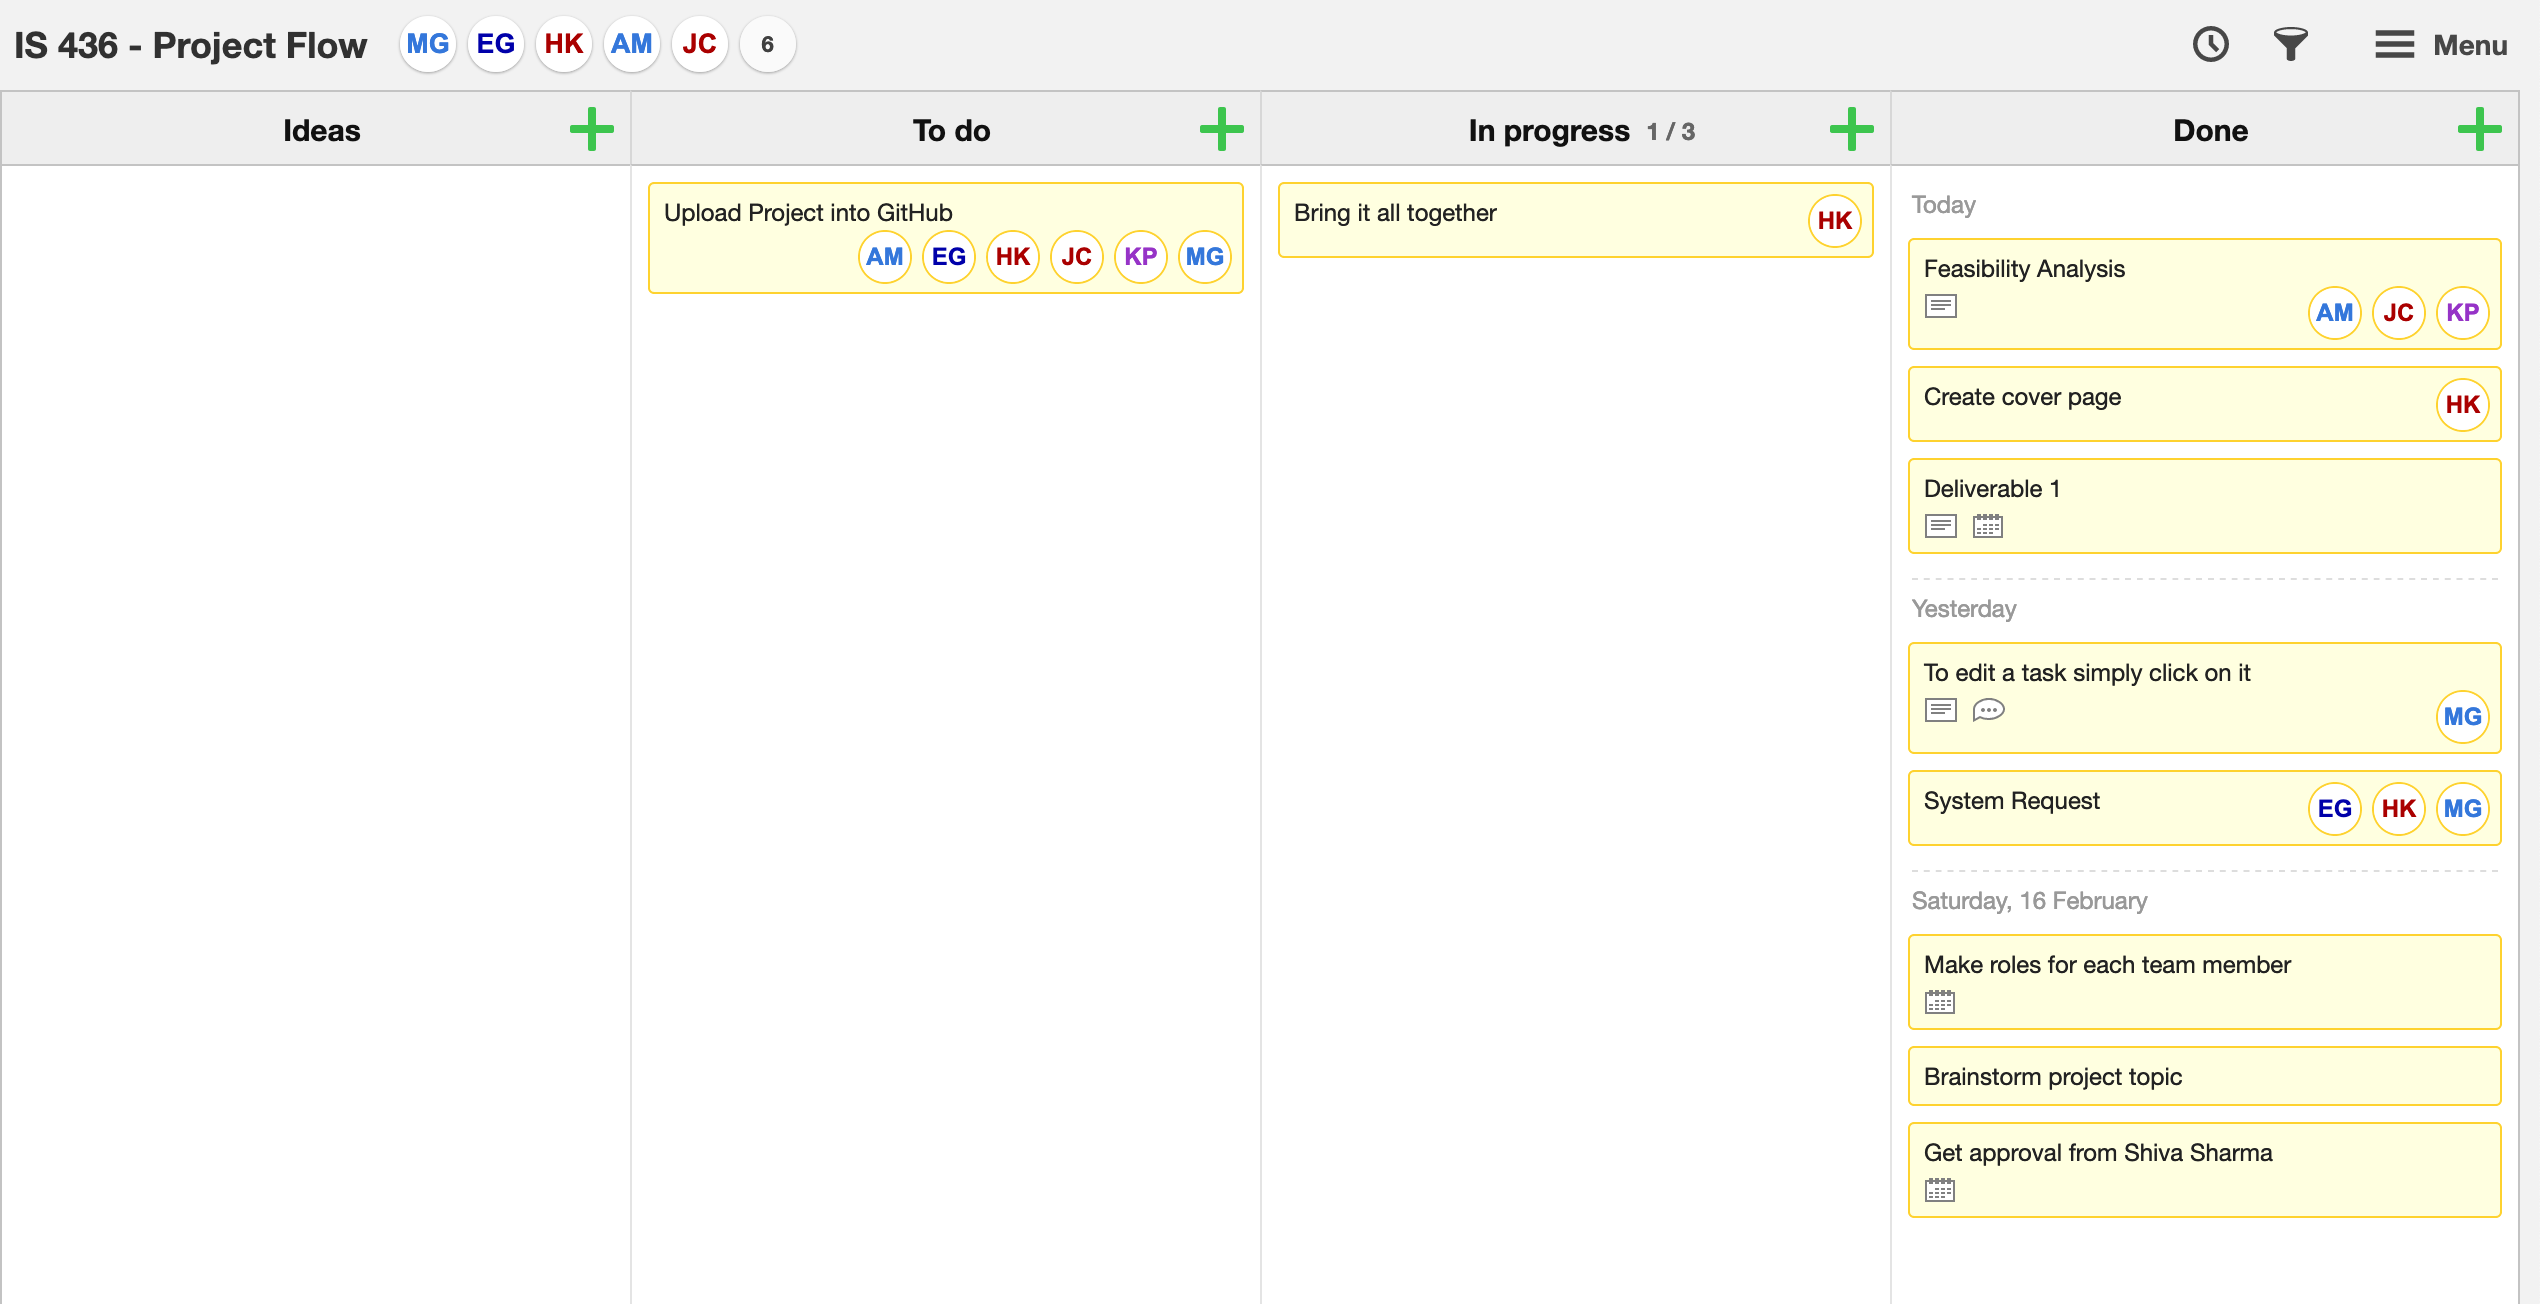 IS 436 - Project Flow MG EG HK AM JC 6 Menu
Ideas To do In progress 1 / 3 Done
Upload Project into GitHub
AM EG HK JC KP MG
Bring it all together HK
Today
Feasibility Analysis
AM JC KP
Create cover page HK
Deliverable 1
Yesterday
To edit a task simply click on it
MG
System Request EG HK MG
Saturday, 16 February
Make roles for each team member
Brainstorm project topic
Get approval from Shiva Sharma